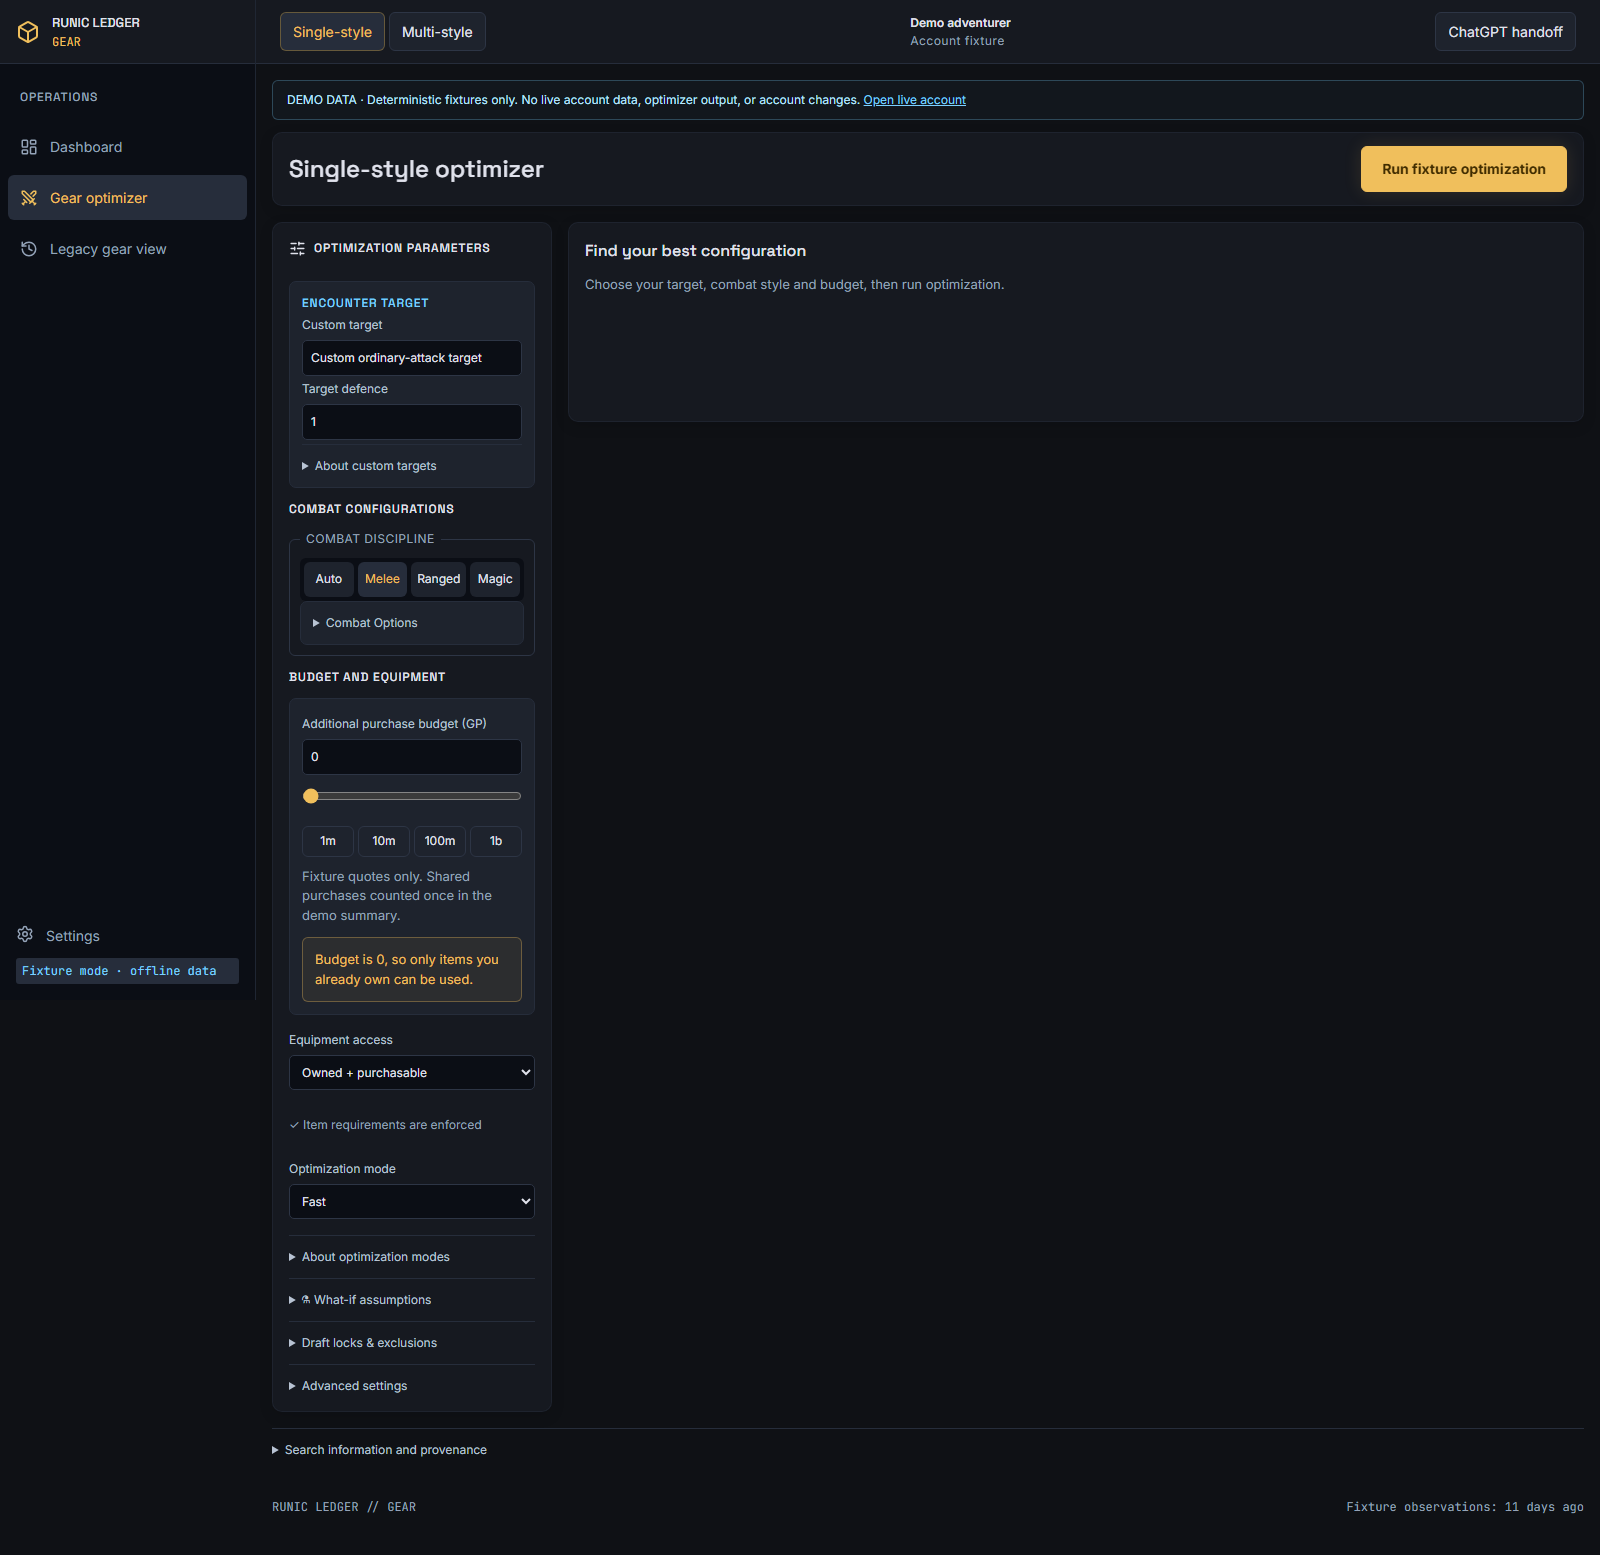 RUNIC LEDGER
GEAR
Single-style
Multi-style
Demo adventurer
Account fixture
ChatGPT handoff
OPERATIONS
Dashboard
Gear optimizer
Legacy gear view
Settings
Fixture mode · offline data
DEMO DATA · Deterministic fixtures only. No live account data, optimizer output, or account changes. Open live account
Single-style optimizer
Run fixture optimization
OPTIMIZATION PARAMETERS
ENCOUNTER TARGET
Custom target
Custom ordinary-attack target
Target defence
1
About custom targets
COMBAT CONFIGURATIONS
COMBAT DISCIPLINE
Auto
Melee
Ranged
Magic
Combat Options
BUDGET AND EQUIPMENT
Additional purchase budget (GP)
0
1m
10m
100m
1b
Fixture quotes only. Shared
purchases counted once in the
demo summary.
Budget is 0, so only items you
already own can be used.
Equipment access
Owned + purchasable
✓ Item requirements are enforced
Optimization mode
Fast
About optimization modes
⚗ What-if assumptions
Draft locks & exclusions
Advanced settings
Find your best configuration
Choose your target, combat style and budget, then run optimization.
Search information and provenance
RUNIC LEDGER // GEAR
Fixture observations: 11 days ago